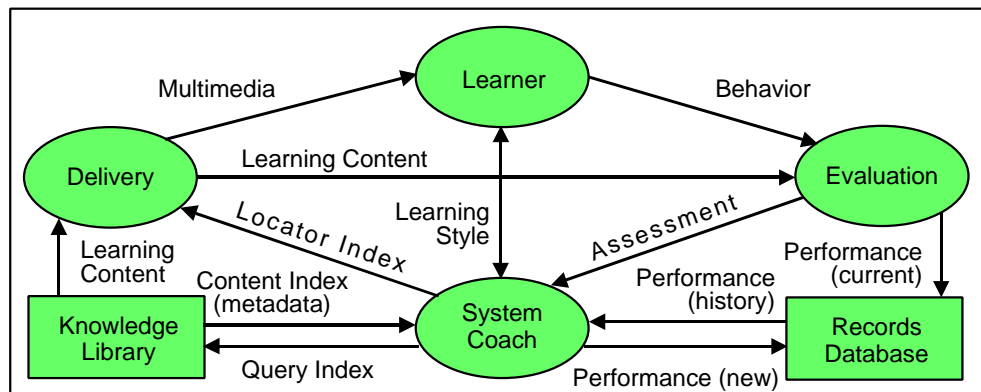 Learner
Multimedia
Behavior
Learning Content
Delivery
Evaluation
Locator Index
Learning
Style
Assessment
Learning
Content
Performance
(current)
Content Index
(metadata)
Performance
(history)
Knowledge
Library
System
Coach
Records
Database
Query Index
Performance (new)